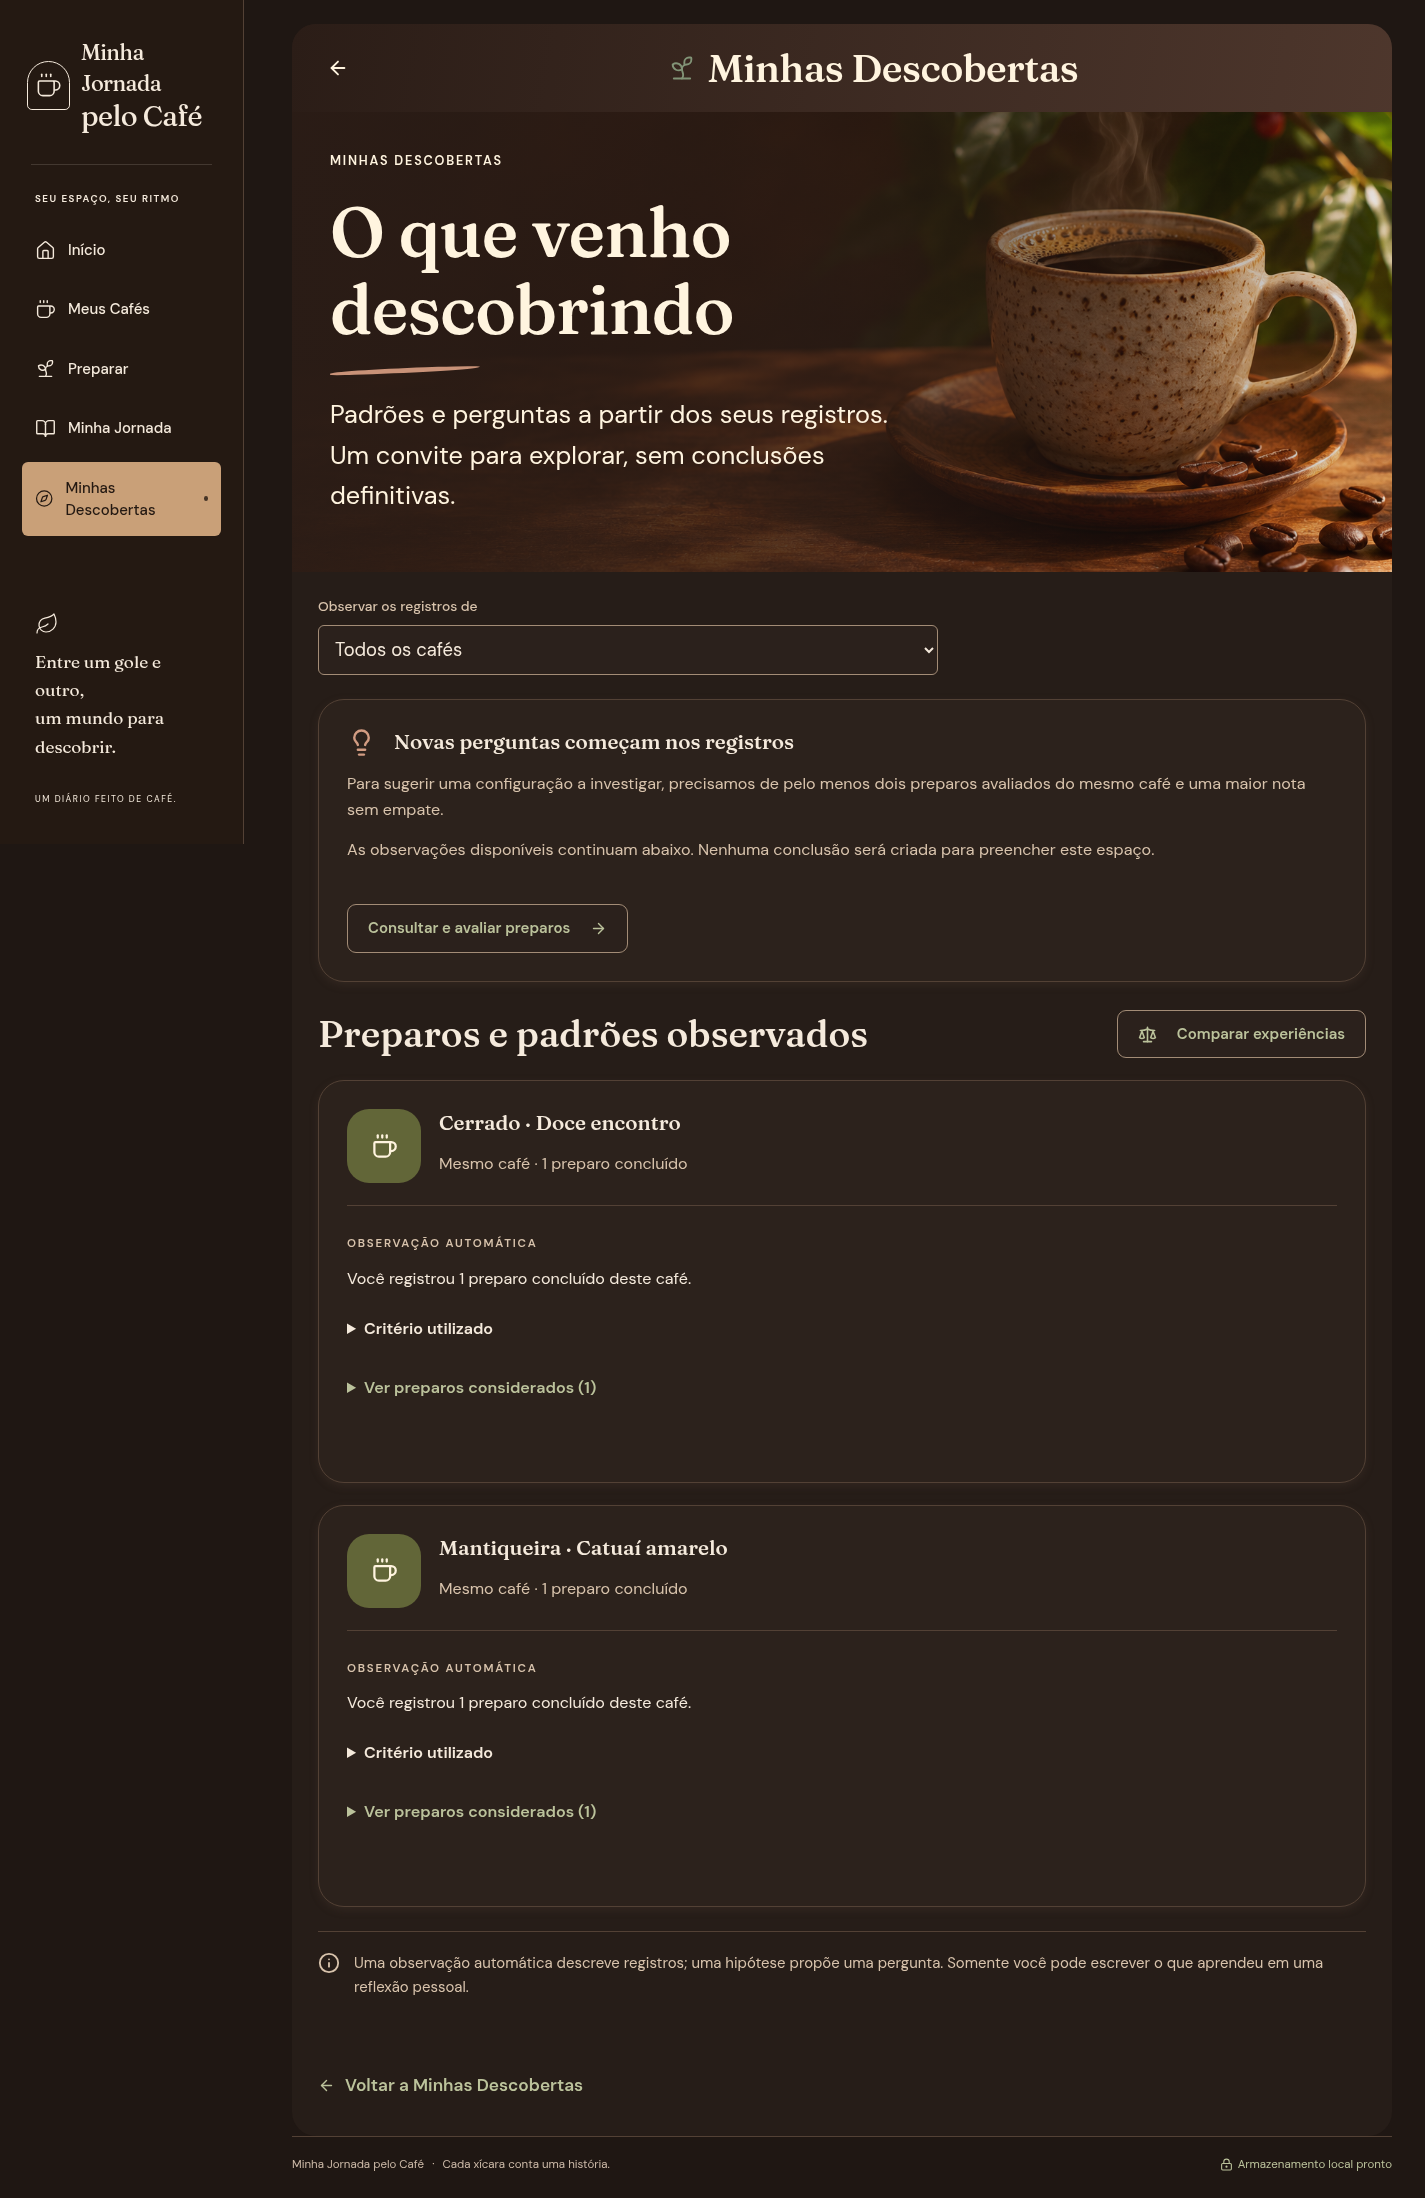 Minha
Jornada
pelo Café
SEU ESPAÇO, SEU RITMO
Início
Meus Cafés
Preparar
Minha Jornada
Minhas
Descobertas
Entre um gole e
outro,
um mundo para
descobrir.
UM DIÁRIO FEITO DE CAFÉ.
Minhas Descobertas
MINHAS DESCOBERTAS
O que venho
descobrindo
Padrões e perguntas a partir dos seus registros.
Um convite para explorar, sem conclusões
definitivas.
Observar os registros de
Todos os cafés
Novas perguntas começam nos registros
Para sugerir uma configuração a investigar, precisamos de pelo menos dois preparos avaliados do mesmo café e uma maior nota
sem empate.
As observações disponíveis continuam abaixo. Nenhuma conclusão será criada para preencher este espaço.
Consultar e avaliar preparos
Preparos e padrões observados
Comparar experiências
Cerrado · Doce encontro
Mesmo café · 1 preparo concluído
OBSERVAÇÃO AUTOMÁTICA
Você registrou 1 preparo concluído deste café.
Critério utilizado
Ver preparos considerados (1)
Mantiqueira · Catuaí amarelo
Mesmo café · 1 preparo concluído
OBSERVAÇÃO AUTOMÁTICA
Você registrou 1 preparo concluído deste café.
Critério utilizado
Ver preparos considerados (1)
Uma observação automática descreve registros; uma hipótese propõe uma pergunta. Somente você pode escrever o que aprendeu em uma
reflexão pessoal.
Voltar a Minhas Descobertas
Minha Jornada pelo Café · Cada xícara conta uma história.
Armazenamento local pronto